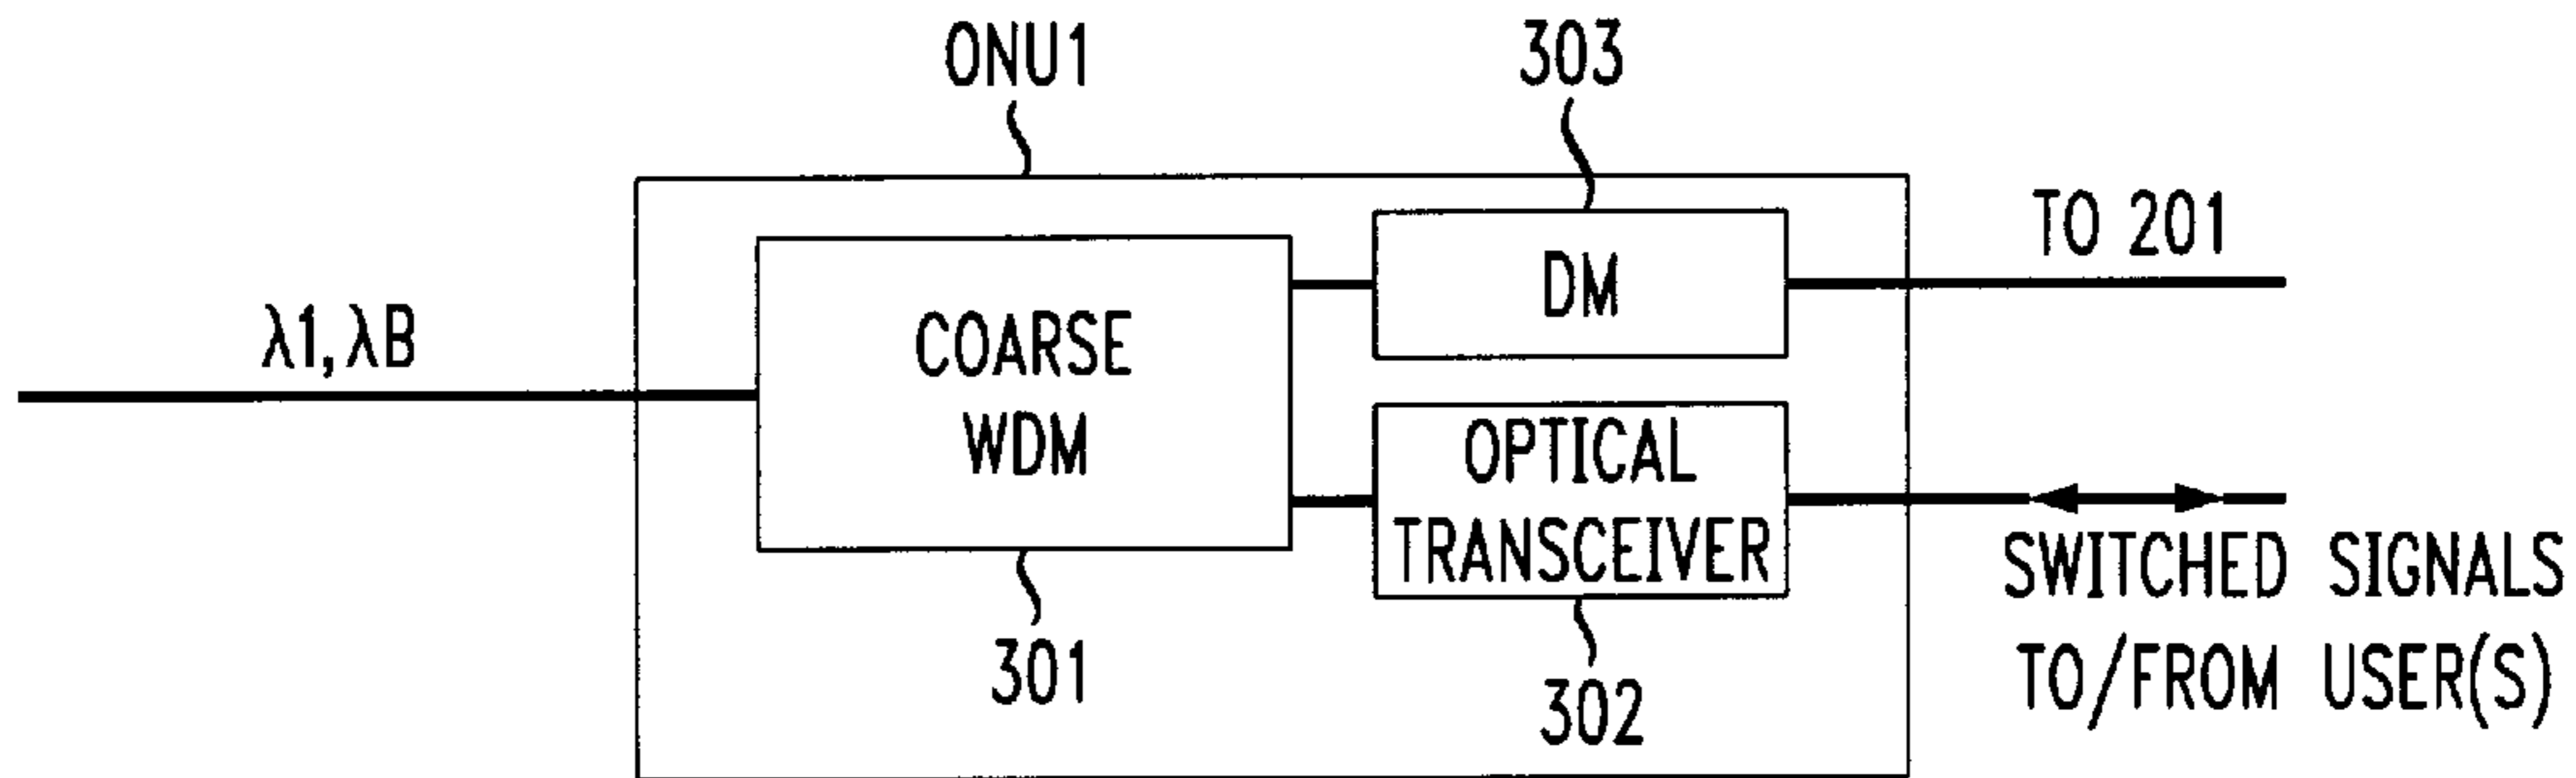 ONU1
303
TO 201
DM
λ1, λB
COARSE
WDM
OPTICAL
TRANSCEIVER
SWITCHED SIGNALS
TO/FROM USER(S)
301
302